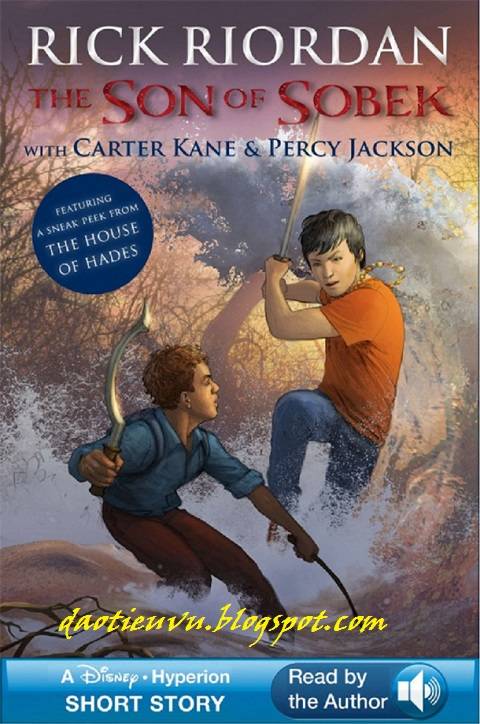 RICK RIORDAN
THE SON OF SOBEK
WITH CARTER KANE & PERCY JACKSON
FEATURING
A SNEAK PEEK FROM
THE HOUSE
OF HADES
daotieuvu.blogspot.com
A Disney • Hyperion
SHORT STORY
Read by
the Author